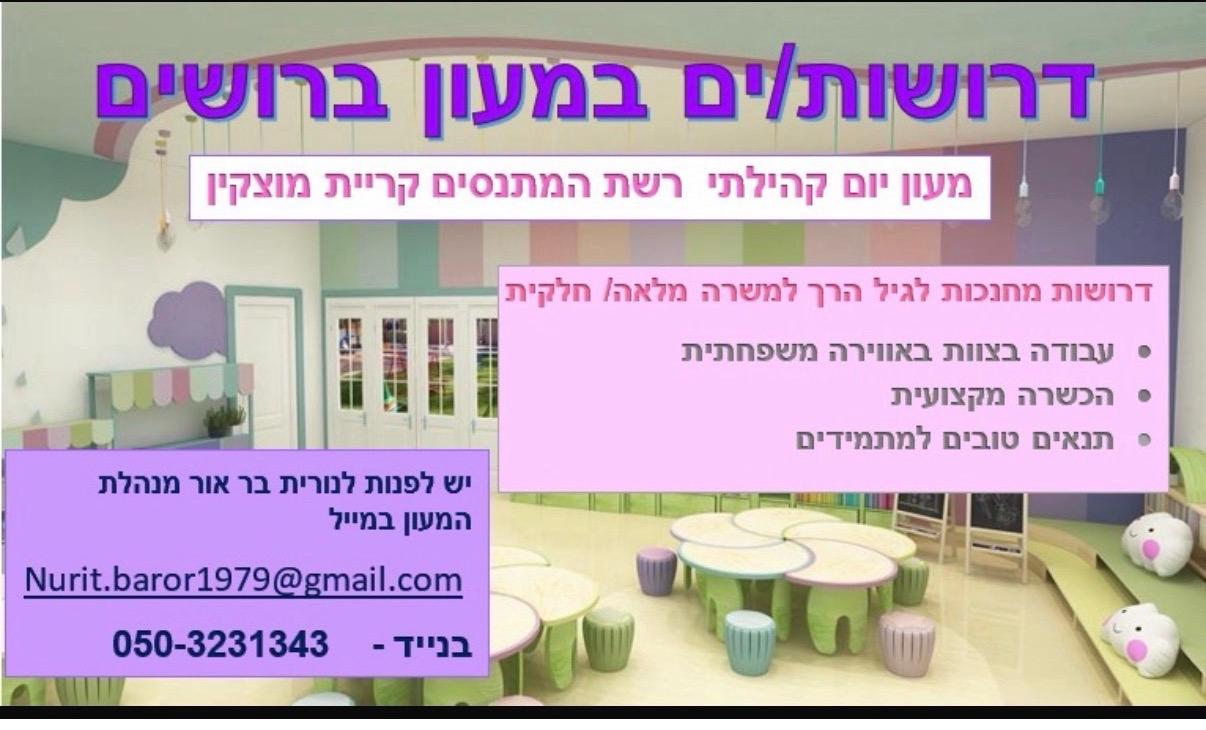 דרושות/ים במעון ברושים
מעון יום קהילתי רשת המתנסים קריית מוצקין
דרושות מחנכות לגיל הרך למשרה מלאה/ חלקית
• עבודה בצוות באווירה משפחתית
• הכשרה מקצועית
• תנאים טובים למתמידים
יש לפנות לנורית בר אור מנהלת
המעון במייל
Nurit.baror1979@gmail.com
בנייד - 050-3231343